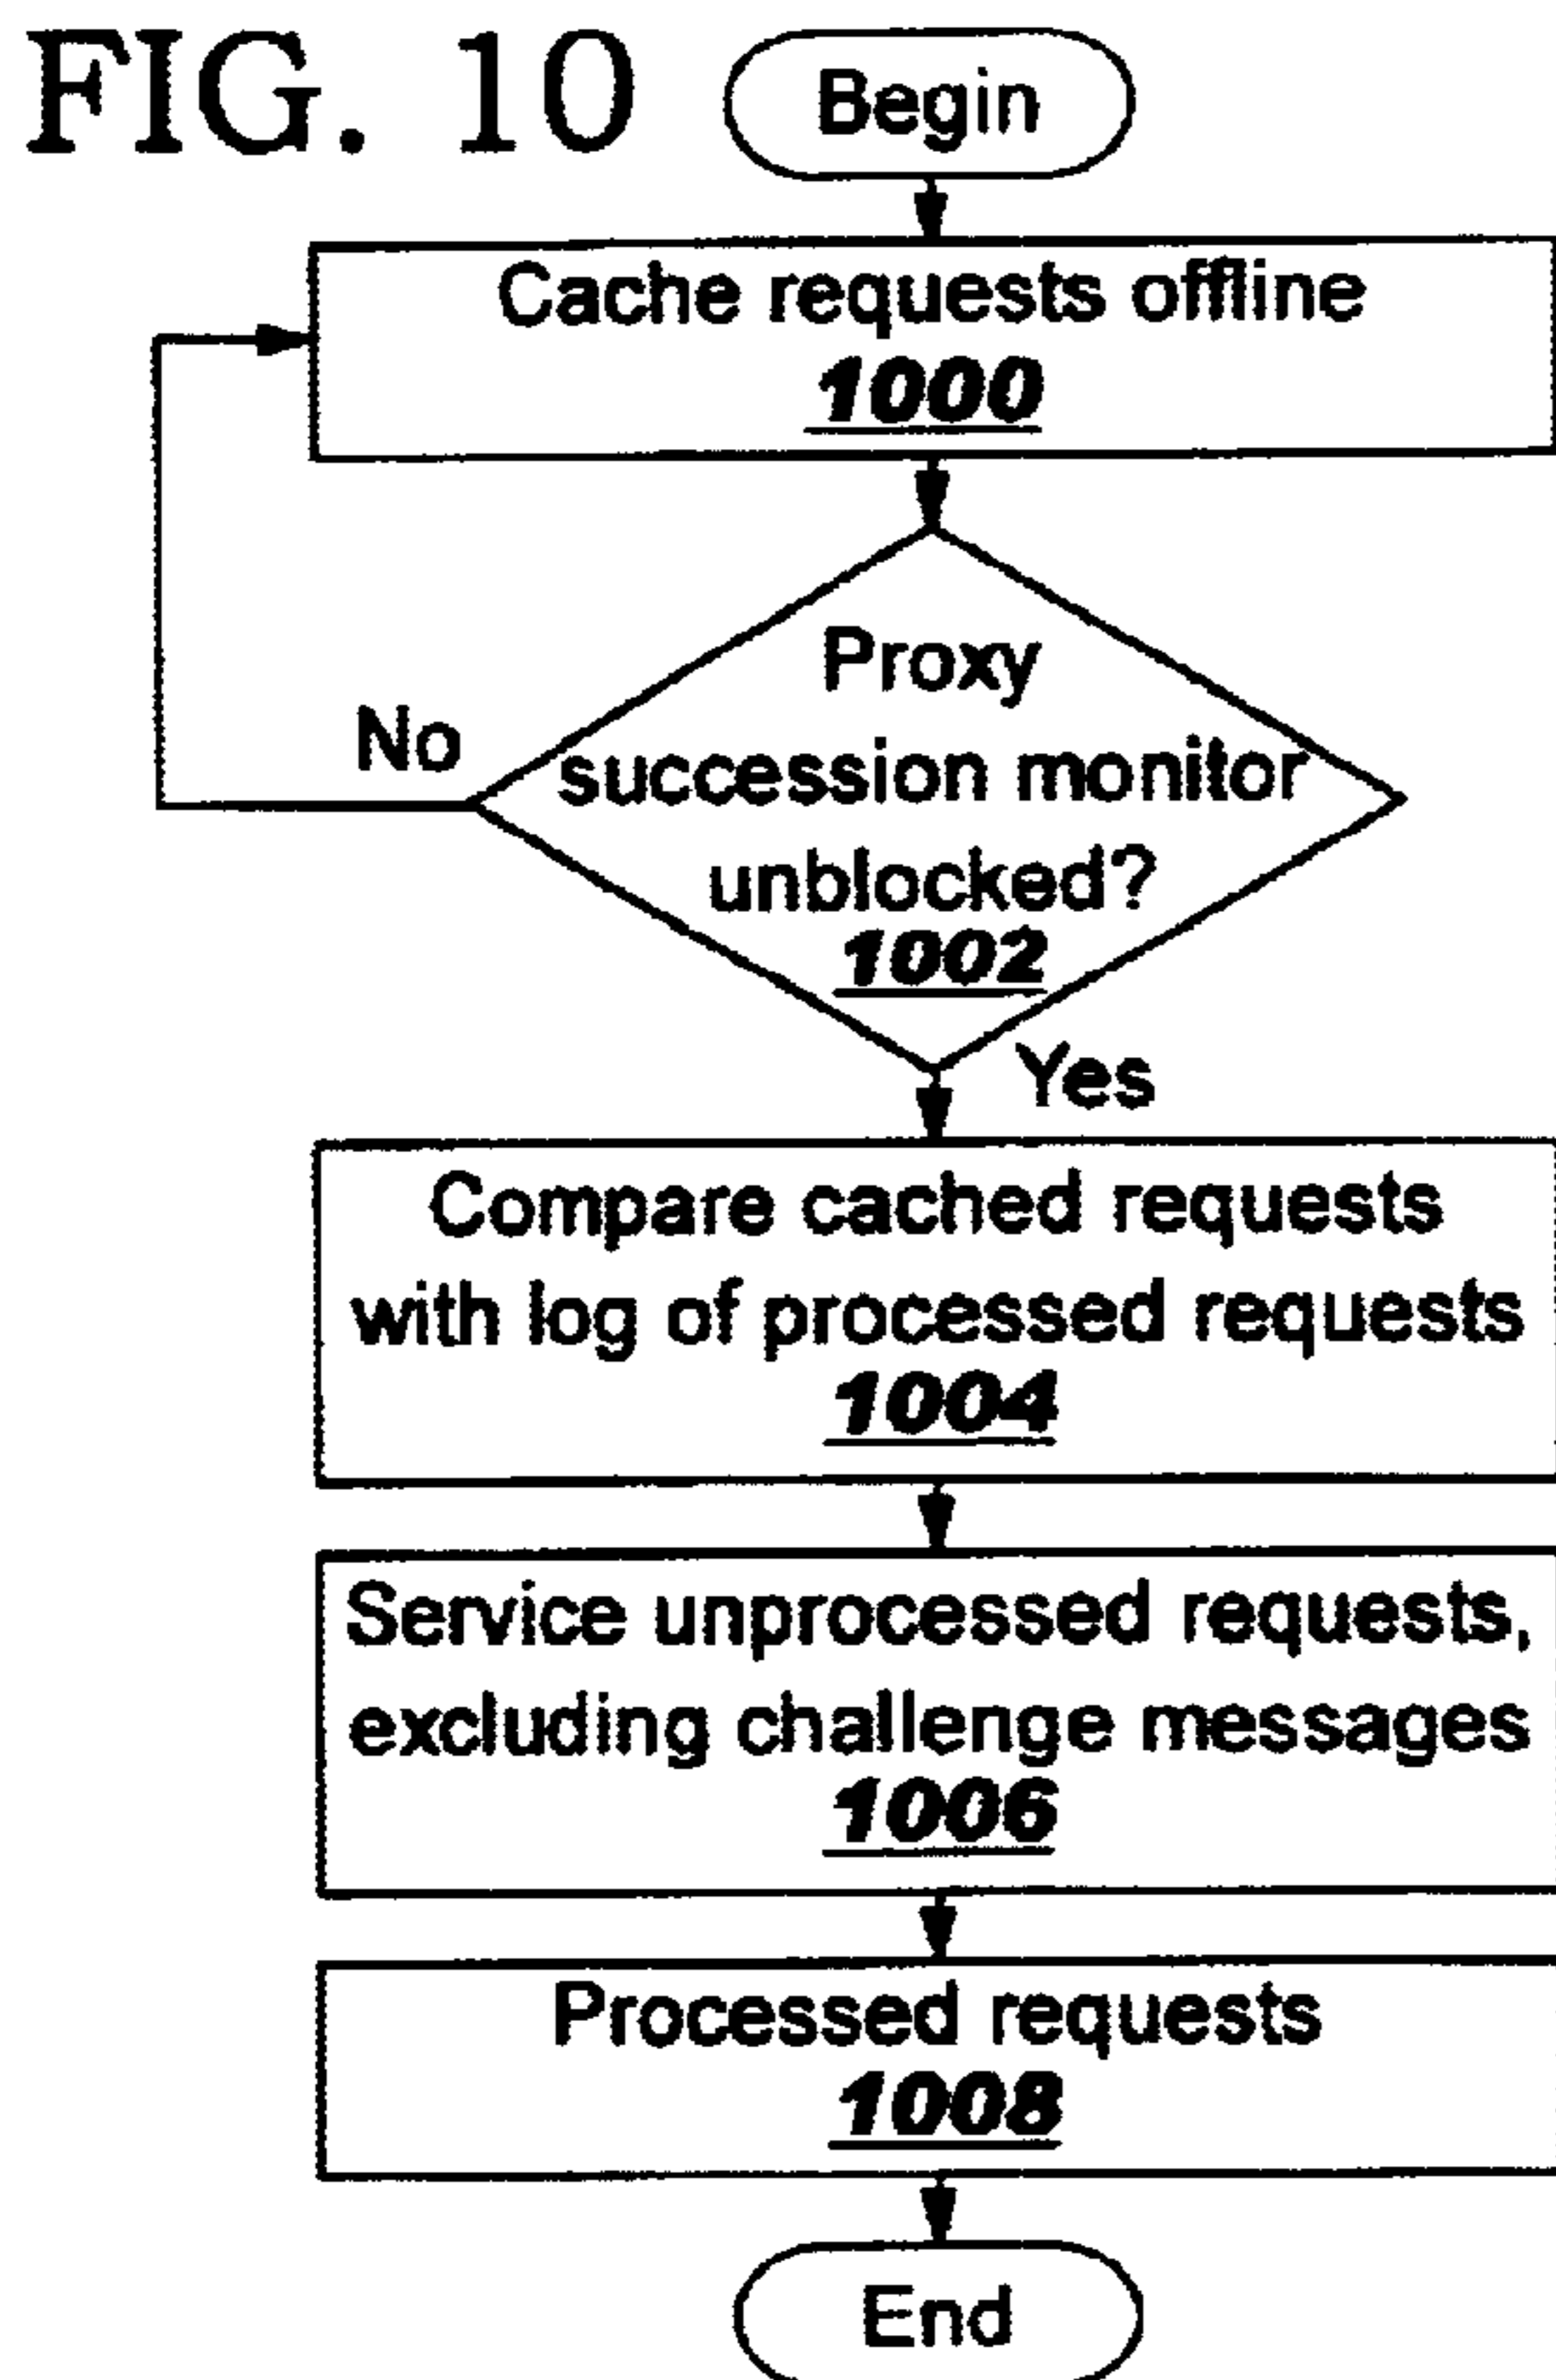 FIG. 10
Begin
Cache requests offline
1000
Proxy
succession monitor
unblocked?
1002
No
Yes
Compare cached requests
with log of processed requests
1004
Service unprocessed requests,
excluding challenge messages
1006
Processed requests
1008
End